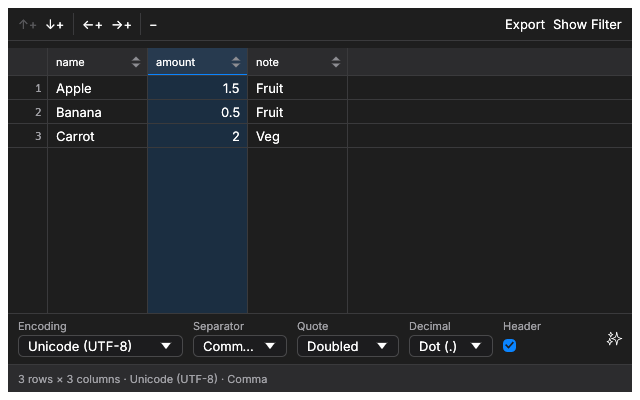 Export Show Filter
name amount note
1 Apple 1.5 Fruit
2 Banana 0.5 Fruit
3 Carrot 2 Veg
Encoding Separator Quote Decimal Header
Unicode (UTF-8) Comm... Doubled Dot (.)
3 rows × 3 columns · Unicode (UTF-8) · Comma